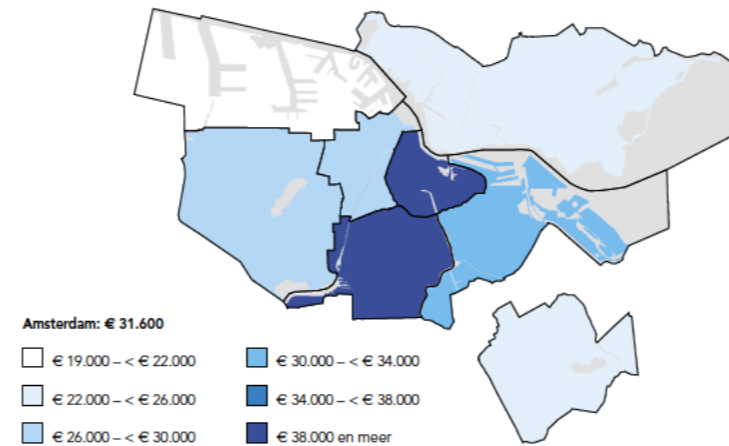 Amsterdam: € 31.600
€ 19.000 – < € 22.000
€ 22.000 – < € 26.000
€ 26.000 – < € 30.000
€ 30.000 – < € 34.000
€ 34.000 – < € 38.000
€ 38.000 en meer